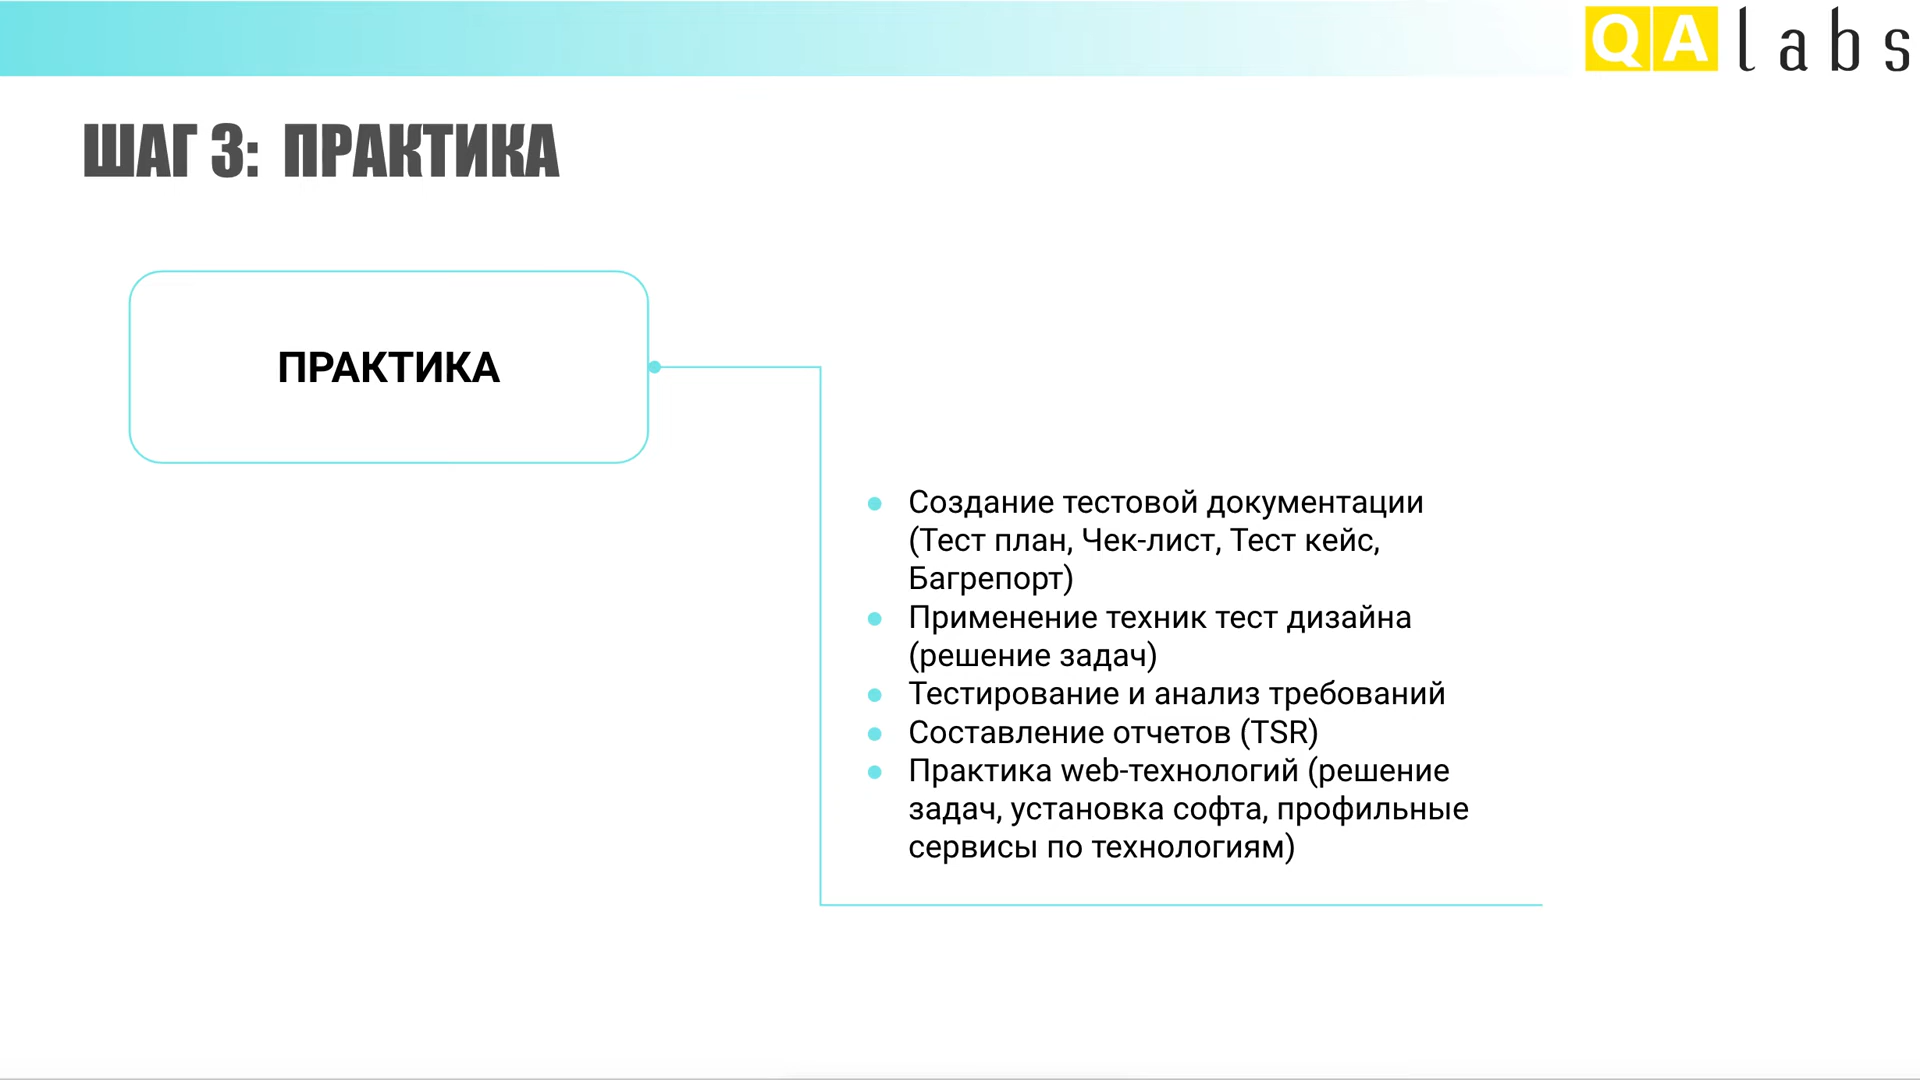 QA labs
ШАГ 3: ПРАКТИКА
ПРАКТИКА
Создание тестовой документации
(Тест план, Чек-лист, Тест кейс,
Багрепорт)
Применение техник тест дизайна
(решение задач)
Тестирование и анализ требований
Составление отчетов (TSR)
Практика web-технологий (решение
задач, установка софта, профильные
сервисы по технологиям)